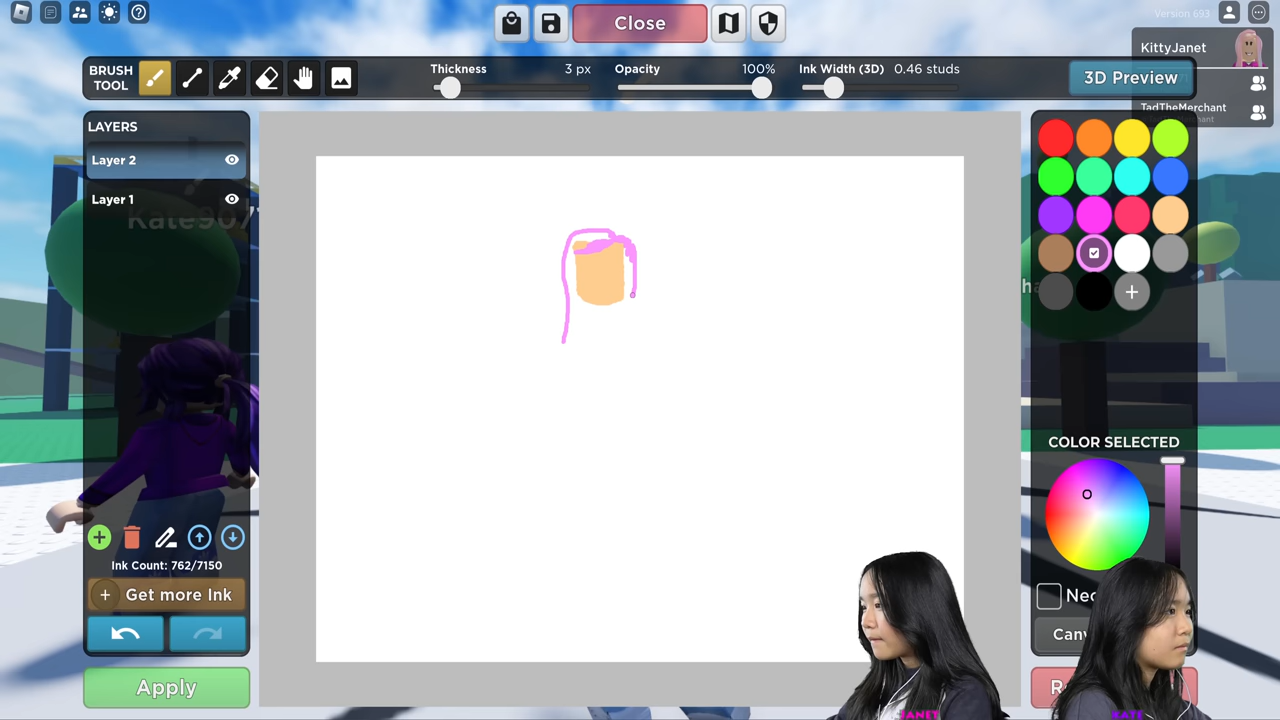 Version 693
Close
KittyJanet
BRUSH TOOL
Thickness 3 px
Opacity 100%
Ink Width (3D) 0.46 studs
3D Preview
TadTheMerchant
LAYERS
Layer 2
Layer 1
COLOR SELECTED
Ink Count: 762/7150
+ Get more Ink
Apply
JANET
KATE